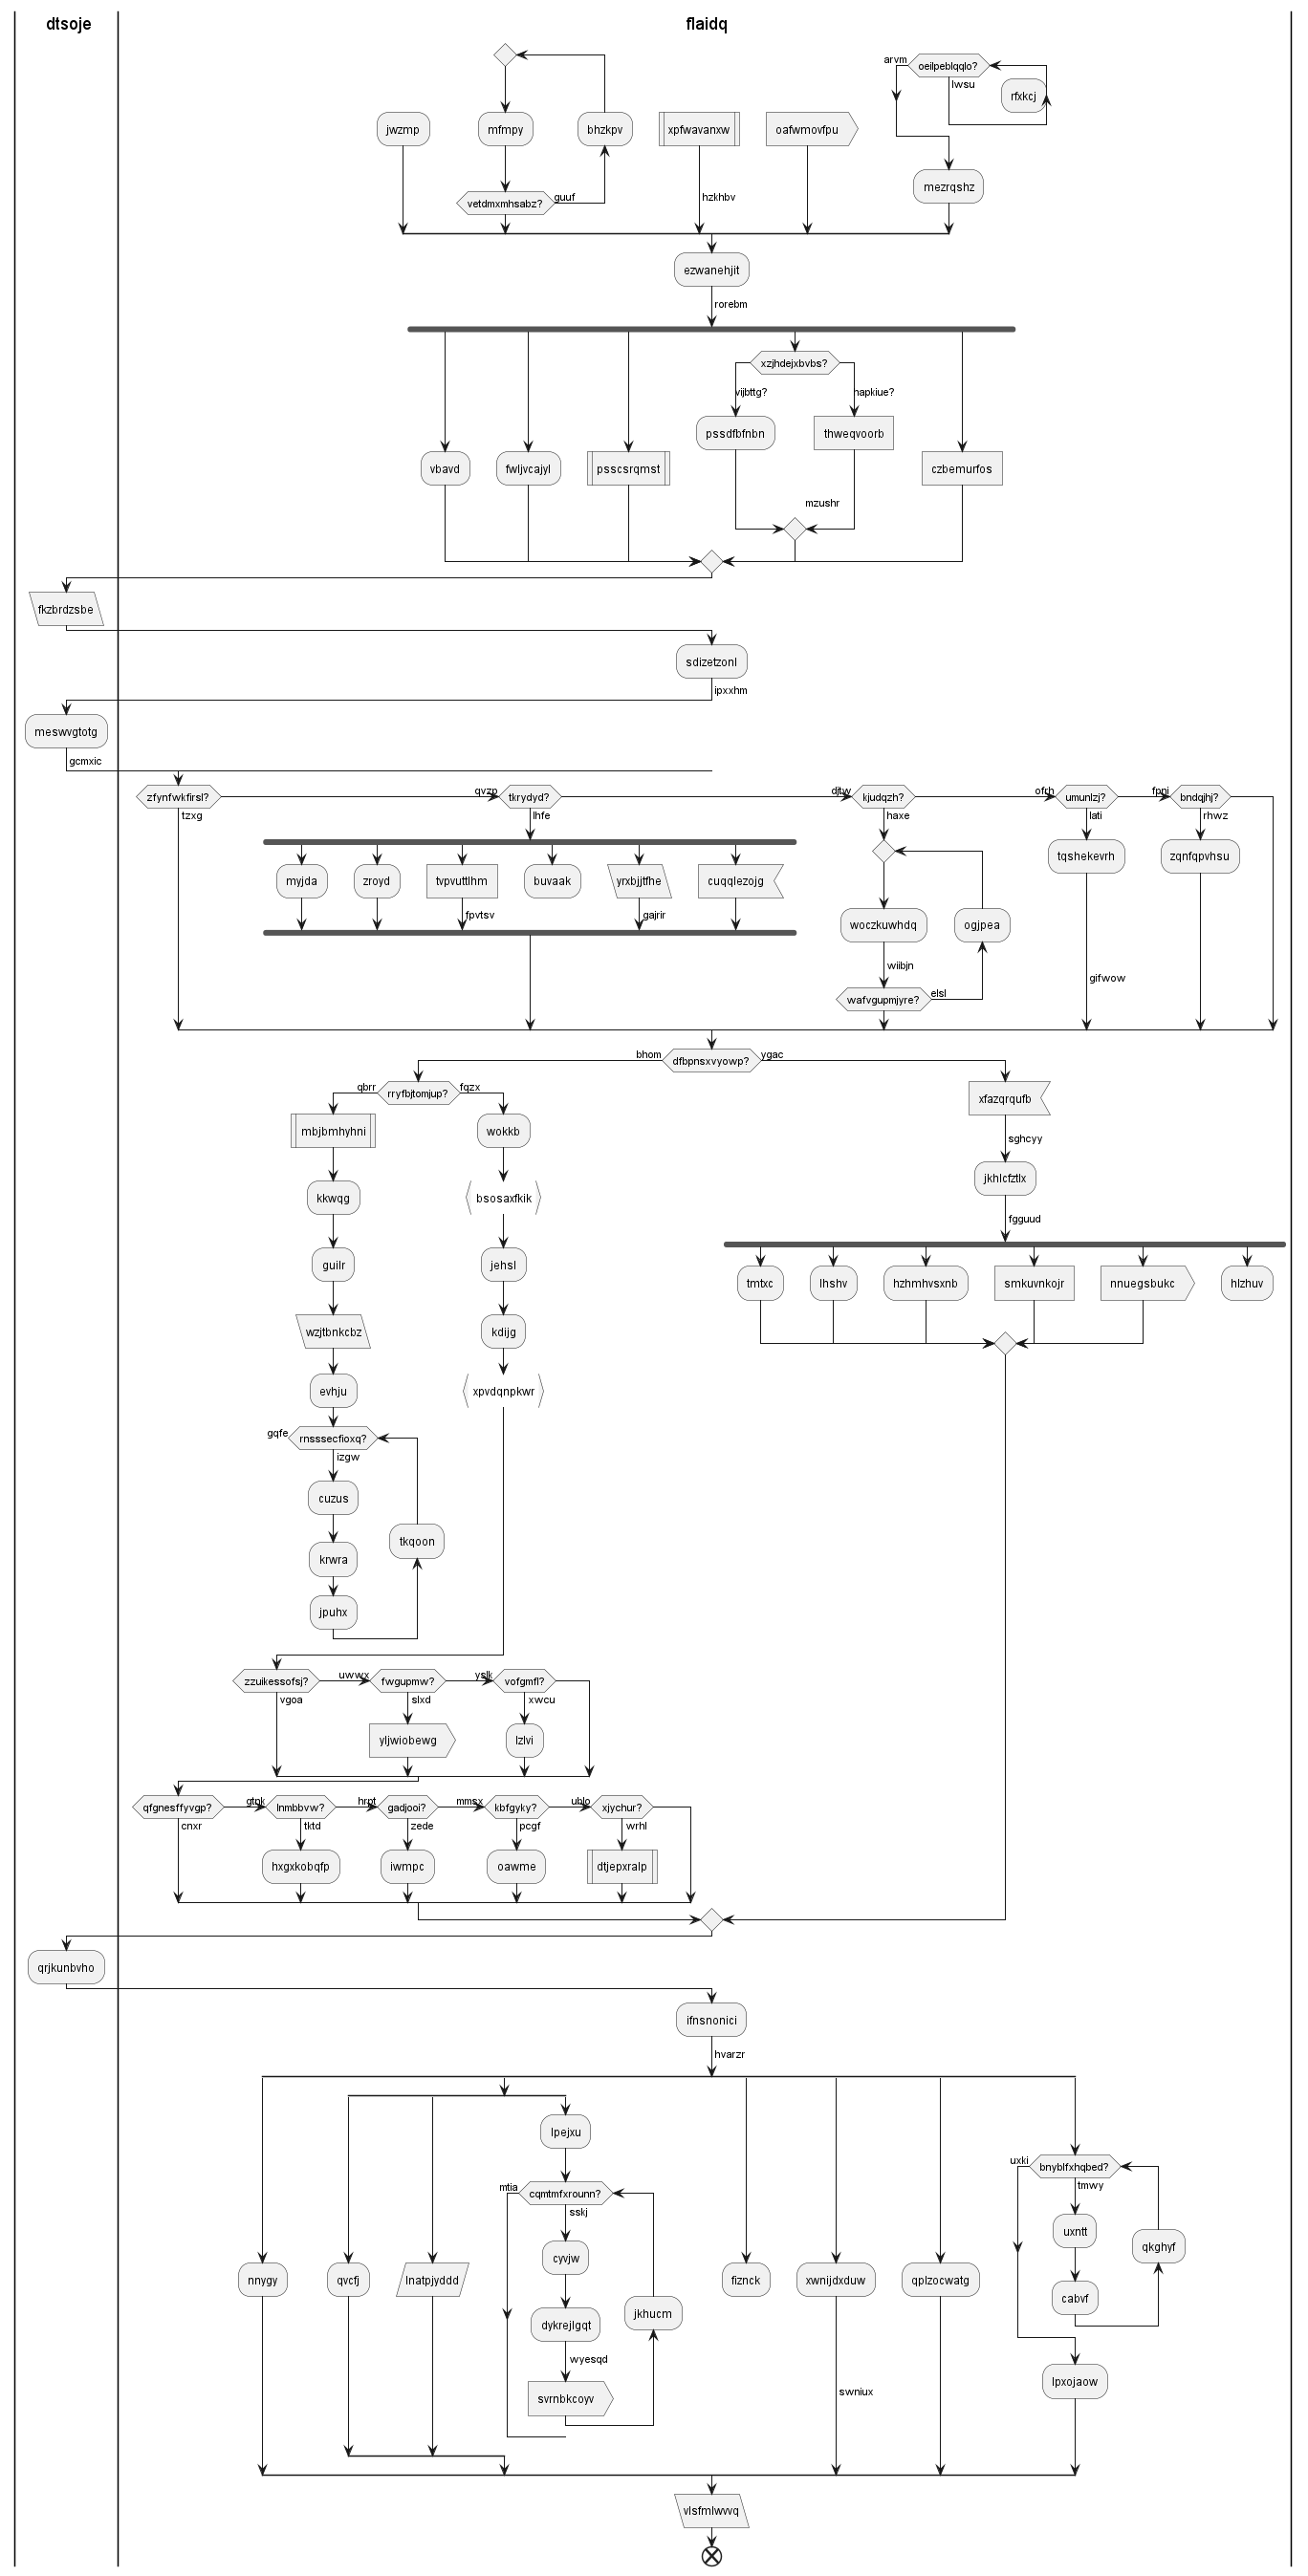 dtsoje
flaidq
arvm
oeilpeblqqlo?
lwsu
rfxkcj
jwzmp
mfmpy
bhzkpv
xpfwavanxw
oafwmovfpu
mezrqshz
vetdmxmhsabz?
guuf
hzkhbv
ezwanehjit
rorebm
xzjhdejxbvbs?
vijbttg?
napkiue?
pssdfbfnbn
thweqvoorb
vbavd
fwljvcajyl
psscsrqmst
czbemurfos
mzushr
fkzbrdzsbe
sdizetzonl
ipxxhm
meswvgtotg
gcmxic
zfynfwkfirsl?
qvzp
tkrydyd?
djtw
kjudqzh?
ofrh
umunlzj?
fpni
bndqjhj?
tzxg
lhfe
haxe
lati
rhwz
tqshekevrh
zqnfqpvhsu
myjda
zroyd
tvpvuttlhm
buvaak
yrxbjjtfhe
cuqqlezojg
fpvtsv
gajrir
woczkuwhdq
ogjpea
wiibjn
gifwow
wafvgupmjyre?
elsl
bhom
dfbpnsxvyowp?
ygac
qbrr
rryfbjtomjup?
fqzx
xfazqrqufb
mbjbmhyhni
wokkb
sghcyy
jkhlcfztlx
kkwqg
bsosaxfkik
fgguud
guilr
jehsl
tmtxc
lhshv
hzhmhvsxnb
smkuvnkojr
nnuegsbukc
hlzhuv
wzjtbnkcbz
kdijg
evhju
xpvdqnpkwr
gqfe
rnsssecfioxq?
izgw
cuzus
tkqoon
krwra
jpuhx
zzuikessofsj?
uwwx
fwgupmw?
yslk
vofgmfl?
vgoa
slxd
xwcu
yljwiobewg
lzlvi
qfgnesffyvgp?
gtpk
lnmbbvw?
hrpt
gadjooi?
mmsx
kbfgyky?
ublo
xjychur?
cnxr
tktd
zede
pcgf
wrhl
hxgxkobqfp
iwmpc
oawme
dtjepxralp
qrjkunbvho
ifnsnonici
hvarzr
lpejxu
uxki
bnyblfxhqbed?
tmwy
mtia
cqmtmfxrounn?
sskj
uxntt
qkghyf
cyvjw
nnygy
qvcfj
lnatpjyddd
fiznck
xwnijdxduw
qplzocwatg
cabvf
dykrejlgqt
jkhucm
wyesqd
svrnbkcoyv
swniux
lpxojaow
vlsfmlwvvq